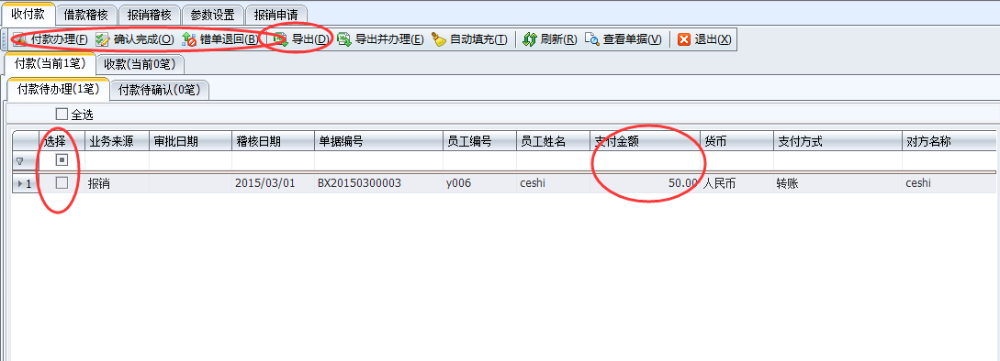 收付款 借款稽核 报销稽核 参数设置 报销申请
付款办理(F) 确认完成(O) 错单退回(B) 导出(D) 导出并办理(E) 自动填充(T) 刷新(R) 查看单据(V) 退出(X)
付款(当前1笔) 收款(当前0笔)
付款待办理(1笔) 付款待确认(0笔)
全选
选择 业务来源 审批日期 稽核日期 单据编号 员工编号 员工姓名 支付金额 货币 支付方式 对方名称
1 报销 2015/03/01 BX20150300003 y006 ceshi 50.00 人民币 转账 ceshi